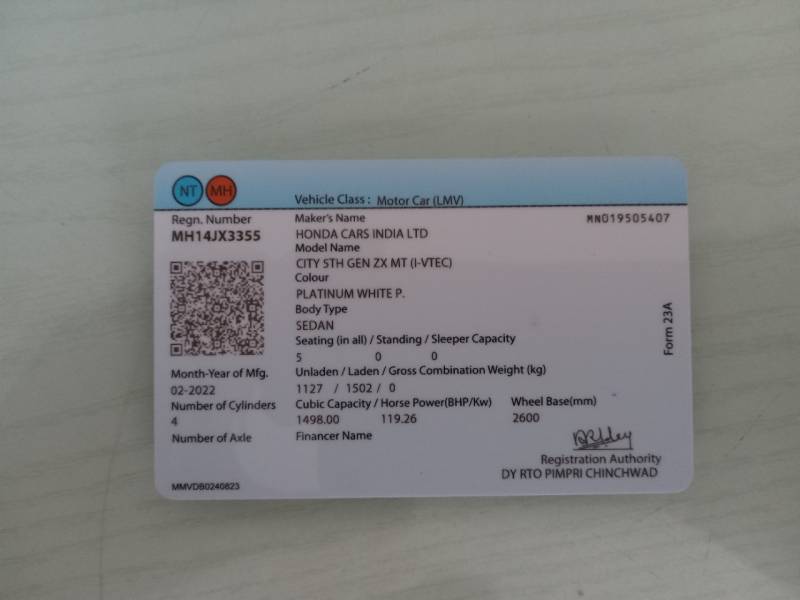 NT MH
Vehicle Class : Motor Car (LMV)
Regn. Number
MH14JX3355
Maker's Name
HONDA CARS INDIA LTD
MN019505407
Model Name
CITY 5TH GEN ZX MT (I-VTEC)
Colour
PLATINUM WHITE P.
Body Type
SEDAN
Seating (in all) / Standing / Sleeper Capacity
5 0 0
Form 23A
Month-Year of Mfg.
02-2022
Unladen / Laden / Gross Combination Weight (kg)
1127 / 1502 / 0
Number of Cylinders
4
Cubic Capacity / Horse Power(BHP/Kw)
1498.00 119.26
Wheel Base(mm)
2600
Number of Axle
Financer Name
Registration Authority
DY RTO PIMPRI CHINCHWAD
MMVDB0240823